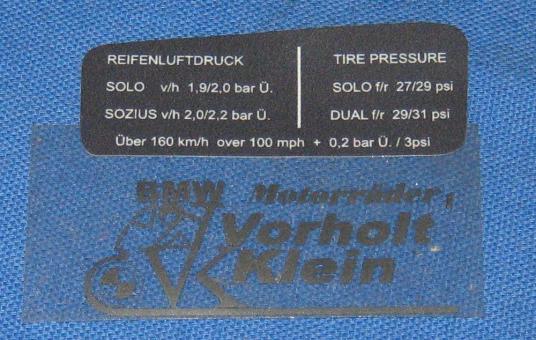 REIFENLUFTDRUCK TIRE PRESSURE
SOLO v/h 1,9/2,0 bar Ü. SOLO f/r 27/29 psi
SOZIUS v/h 2,0/2,2 bar Ü. DUAL f/r 29/31 psi
Über 160 km/h over 100 mph + 0,2 bar Ü. / 3psi
BMW Motorräder
Vorholt
Klein